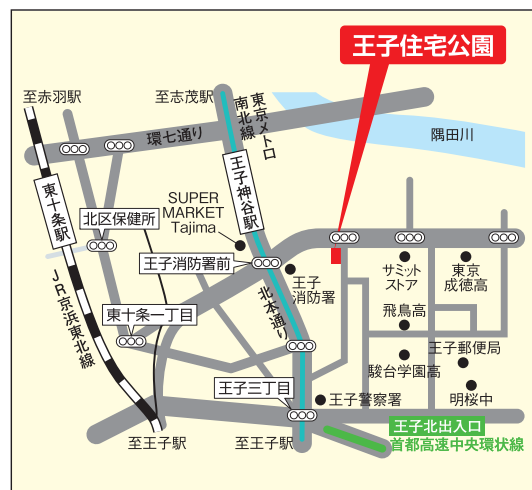 王子住宅公園
至赤羽駅
至志茂駅
東京メトロ
南北線
隅田川
環七通り
王子神谷駅
東十条駅
北区保健所
SUPER
MARKET
Tajima
王子消防署前
王子
消防署
サミット
ストア
東京
成徳高
JR京浜東北線
東十条一丁目
北本通り
飛鳥高
駿台学園高
王子郵便局
明桜中
王子三丁目
王子警察署
王子北出入口
首都高速中央環状線
至王子駅
至王子駅